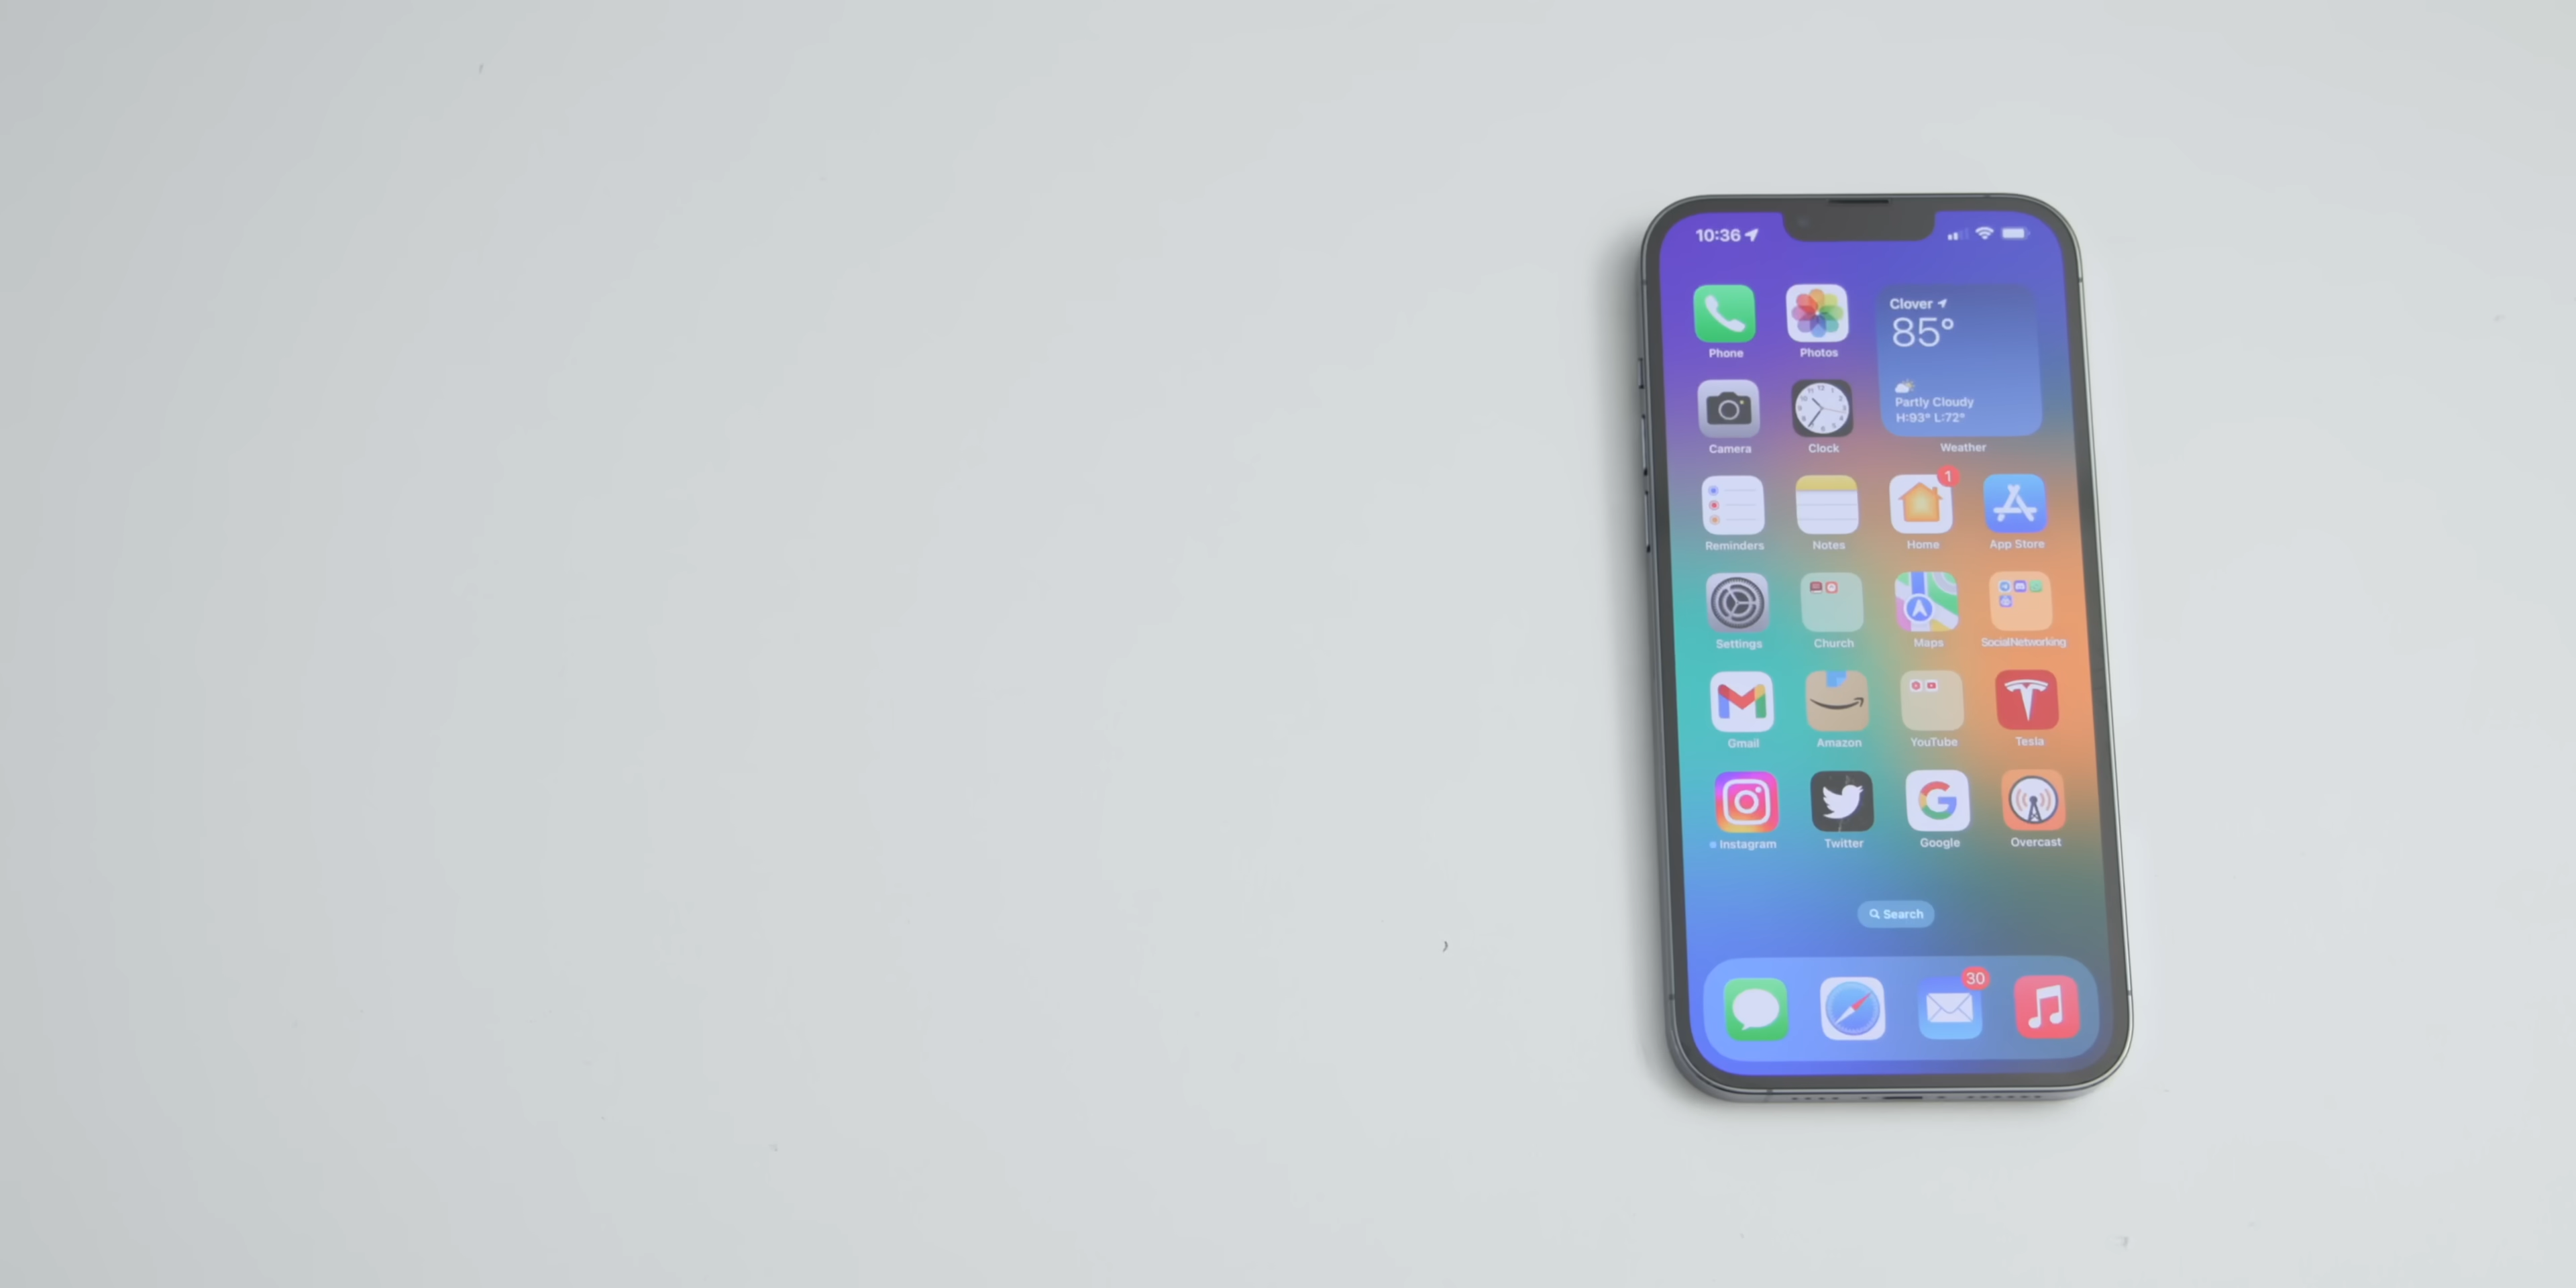 10:36
Clover
85°
Partly Cloudy
H:93° L:72°
Phone Photos
Camera Clock Weather
1
Reminders Notes Home App Store
Settings Church Maps SocialNetworking
Gmail Amazon YouTube Tesla
Instagram Twitter Google Overcast
Search
30